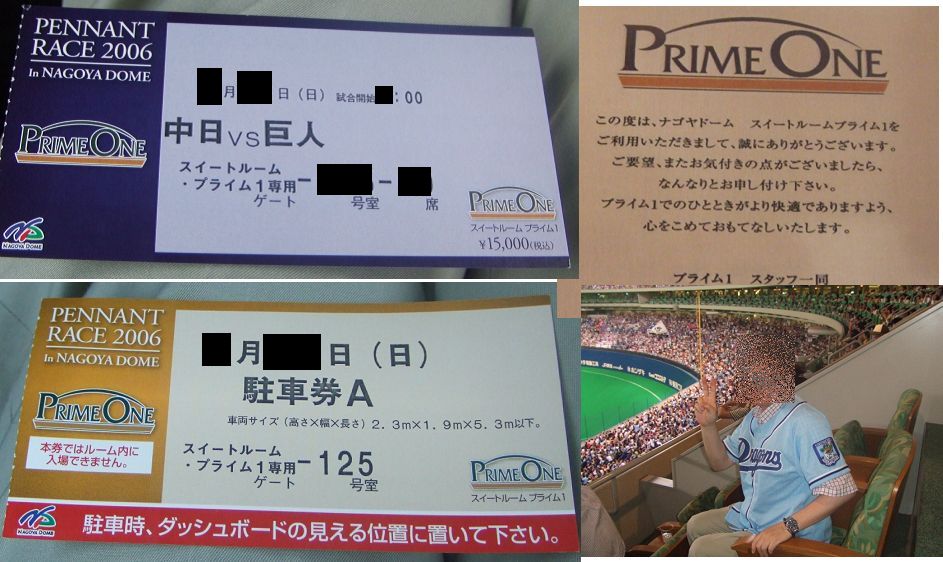 PENNANT
RACE 2006
In NAGOYA DOME
PRIME ONE
NAGOYA DOME
月 日(日) 試合開始 :00
中日VS巨人
スイートルーム
・プライム1専用- -
ゲート 号室 席
PRIME ONE
スイートルーム プライム1
¥15,000(税込)
PRIME ONE
この度は、ナゴヤドーム スイートルームプライム1を
ご利用いただきまして、誠にありがとうございます。
ご要望、またお気付きの点がございましたら、
なんなりとお申し付け下さい。
プライム1でのひとときがより快適でありますよう、
心をこめておもてなしいたします。
プライム1 スタッフ一同
PENNANT
RACE 2006
In NAGOYA DOME
PRIME ONE
本券ではルーム内に
入場できません。
NAGOYA DOME
月 日(日)
駐車券A
車両サイズ(高さ×幅×長さ)2.3m×1.9m×5.3m以下。
スイートルーム
・プライム1専用-125
ゲート 号室
PRIME ONE
スイートルーム プライム1
駐車時、ダッシュボードの見える位置に置いて下さい。
Dragons